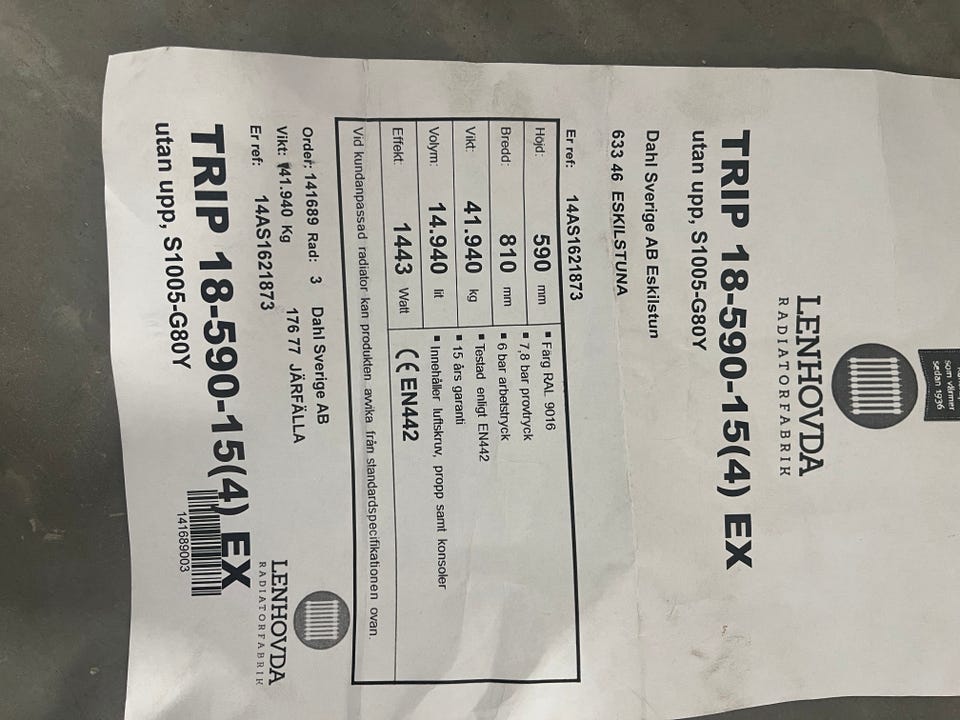 som värmer
sedan 1936
LENHOVDA
RADIATORFABRIK
TRIP 18-590-15(4) EX
utan upp, S1005-G80Y
Dahl Sverige AB Eskilstun
633 46 ESKILSTUNA
Er ref: 14AS1621873
Höjd: 590 mm
Bredd: 810 mm
Vikt: 41.940 kg
Volym: 14.940 lit
Effekt: 1443 Watt
▪ Färg RAL 9016
▪ 7,8 bar provtryck
▪ 6 bar arbetstryck
▪ Testad enligt EN442
▪ 15 års garanti
▪ Innehåller luftskruv, propp samt konsoler
CE EN442
Vid kundanpassad radiator kan produkten avvika från standardspecifikationen ovan.
Order: 141689 Rad: 3 Dahl Sverige AB
Vikt: 41.940 Kg 176 77 JÄRFÄLLA
Er ref: 14AS1621873
LENHOVDA
RADIATORFABRIK
TRIP 18-590-15(4) EX
utan upp, S1005-G80Y
141689003